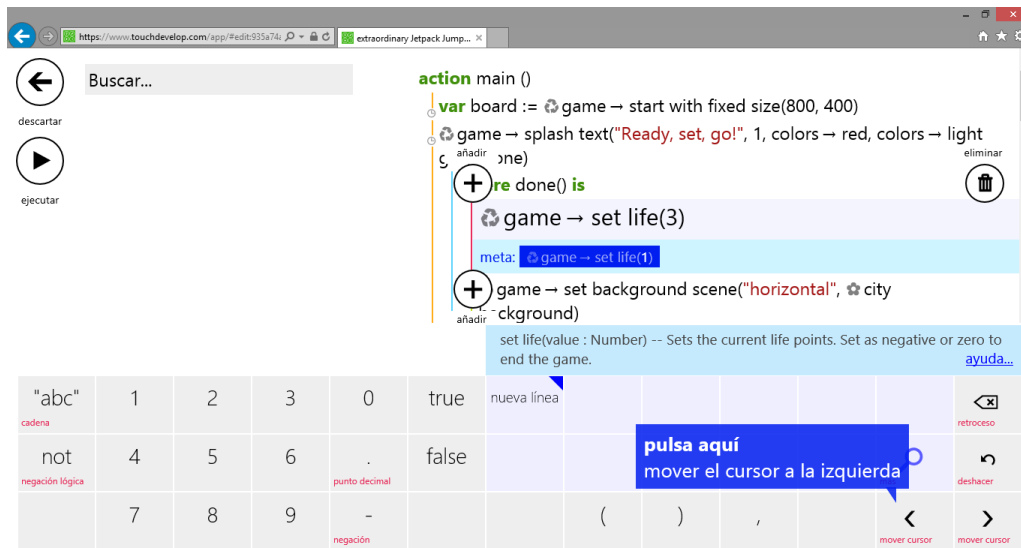 https://www.touchdevelop.com/app/#edit:935a74a
extraordinary Jetpack Jump...
Buscar...
descartar
ejecutar
action main ()
var board := game → start with fixed size(800, 400)
game → splash text("Ready, set, go!", 1, colors → red, colors → light
one)
añadir
eliminar
re done() is
game → set life(3)
meta: game → set life(1)
game → set background scene("horizontal", city
ckground)
añadir
set life(value : Number) -- Sets the current life points. Set as negative or zero to
end the game.
ayuda...
"abc" 1 2 3 0 true nueva línea
cadena
retroceso
pulsa aquí
mover el cursor a la izquierda
not 4 5 6 . false
negación lógica
punto decimal
deshacer
7 8 9 - ( ) ,
negación
mover cursor
mover cursor